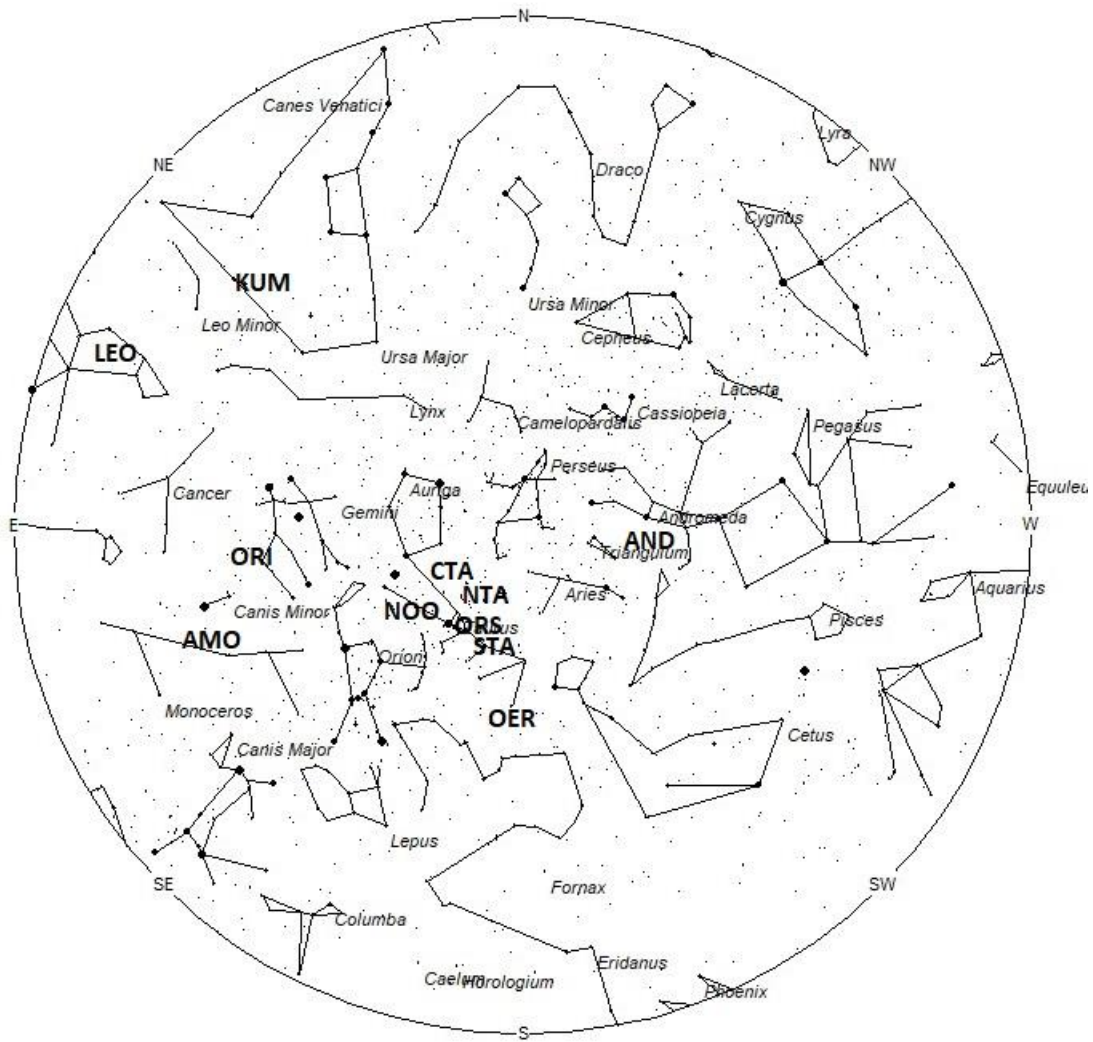 N
Canes Venatici
Lyra
NE
NW
Draco
Cygnus
KUM
Ursa Minor
Leo Minor
Cepheus
LEO
Ursa Major
Lacerta
Lynx
Camelopardalis
Cassiopeia
Pegasus
Perseus
Cancer
Auriga
Equuleu
Gemini
Andromeda
E
W
AND
ORI
Triangulum
CTA
Aries
Aquarius
NTA
Canis Minor
NOO
ORS
Pisces
AMO
STA
Orion
Monoceros
OER
Cetus
Canis Major
Lepus
SE
SW
Fornax
Columba
Eridanus
Caelum
Horologium
Phoenix
S